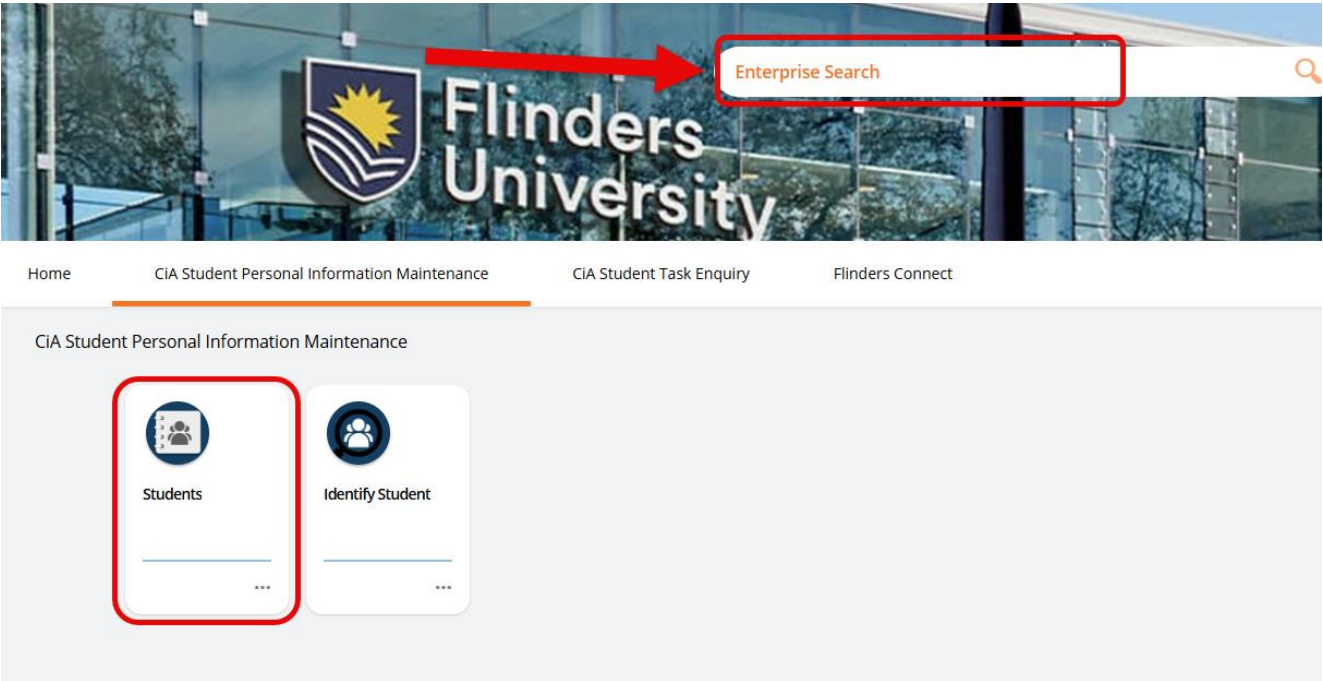 Enterprise Search
Flinders
University
Home CiA Student Personal Information Maintenance CiA Student Task Enquiry Flinders Connect
CiA Student Personal Information Maintenance
Students Identify Student